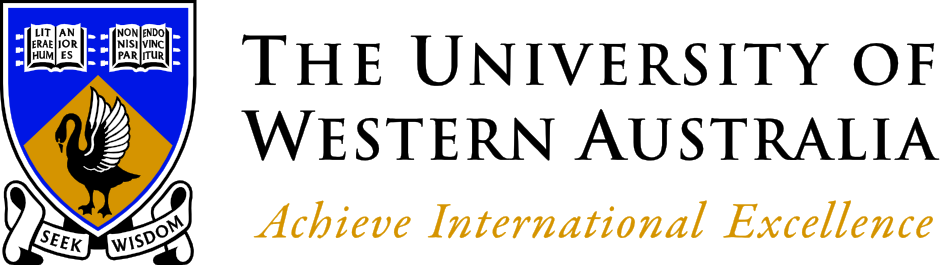 LIT AN
ERAE IOR
HUM ES
NON ENDO
NISI VINC
PAR ITUR
SEEK WISDOM
THE UNIVERSITY OF
WESTERN AUSTRALIA
Achieve International Excellence